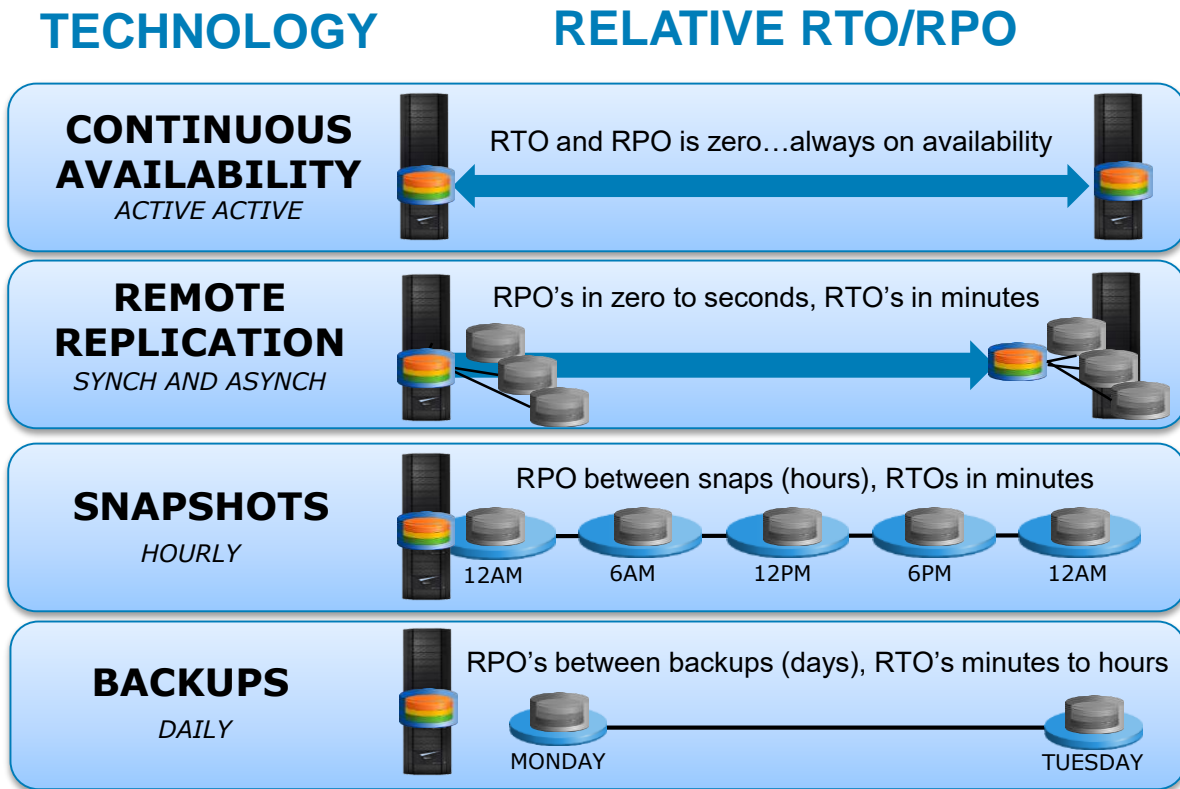 TECHNOLOGY
RELATIVE RTO/RPO
CONTINUOUS
AVAILABILITY
ACTIVE ACTIVE
RTO and RPO is zero…always on availability
REMOTE
REPLICATION
SYNCH AND ASYNCH
RPO’s in zero to seconds, RTO’s in minutes
SNAPSHOTS
HOURLY
RPO between snaps (hours), RTOs in minutes
12AM
6AM
12PM
6PM
12AM
BACKUPS
DAILY
RPO’s between backups (days), RTO’s minutes to hours
MONDAY
TUESDAY